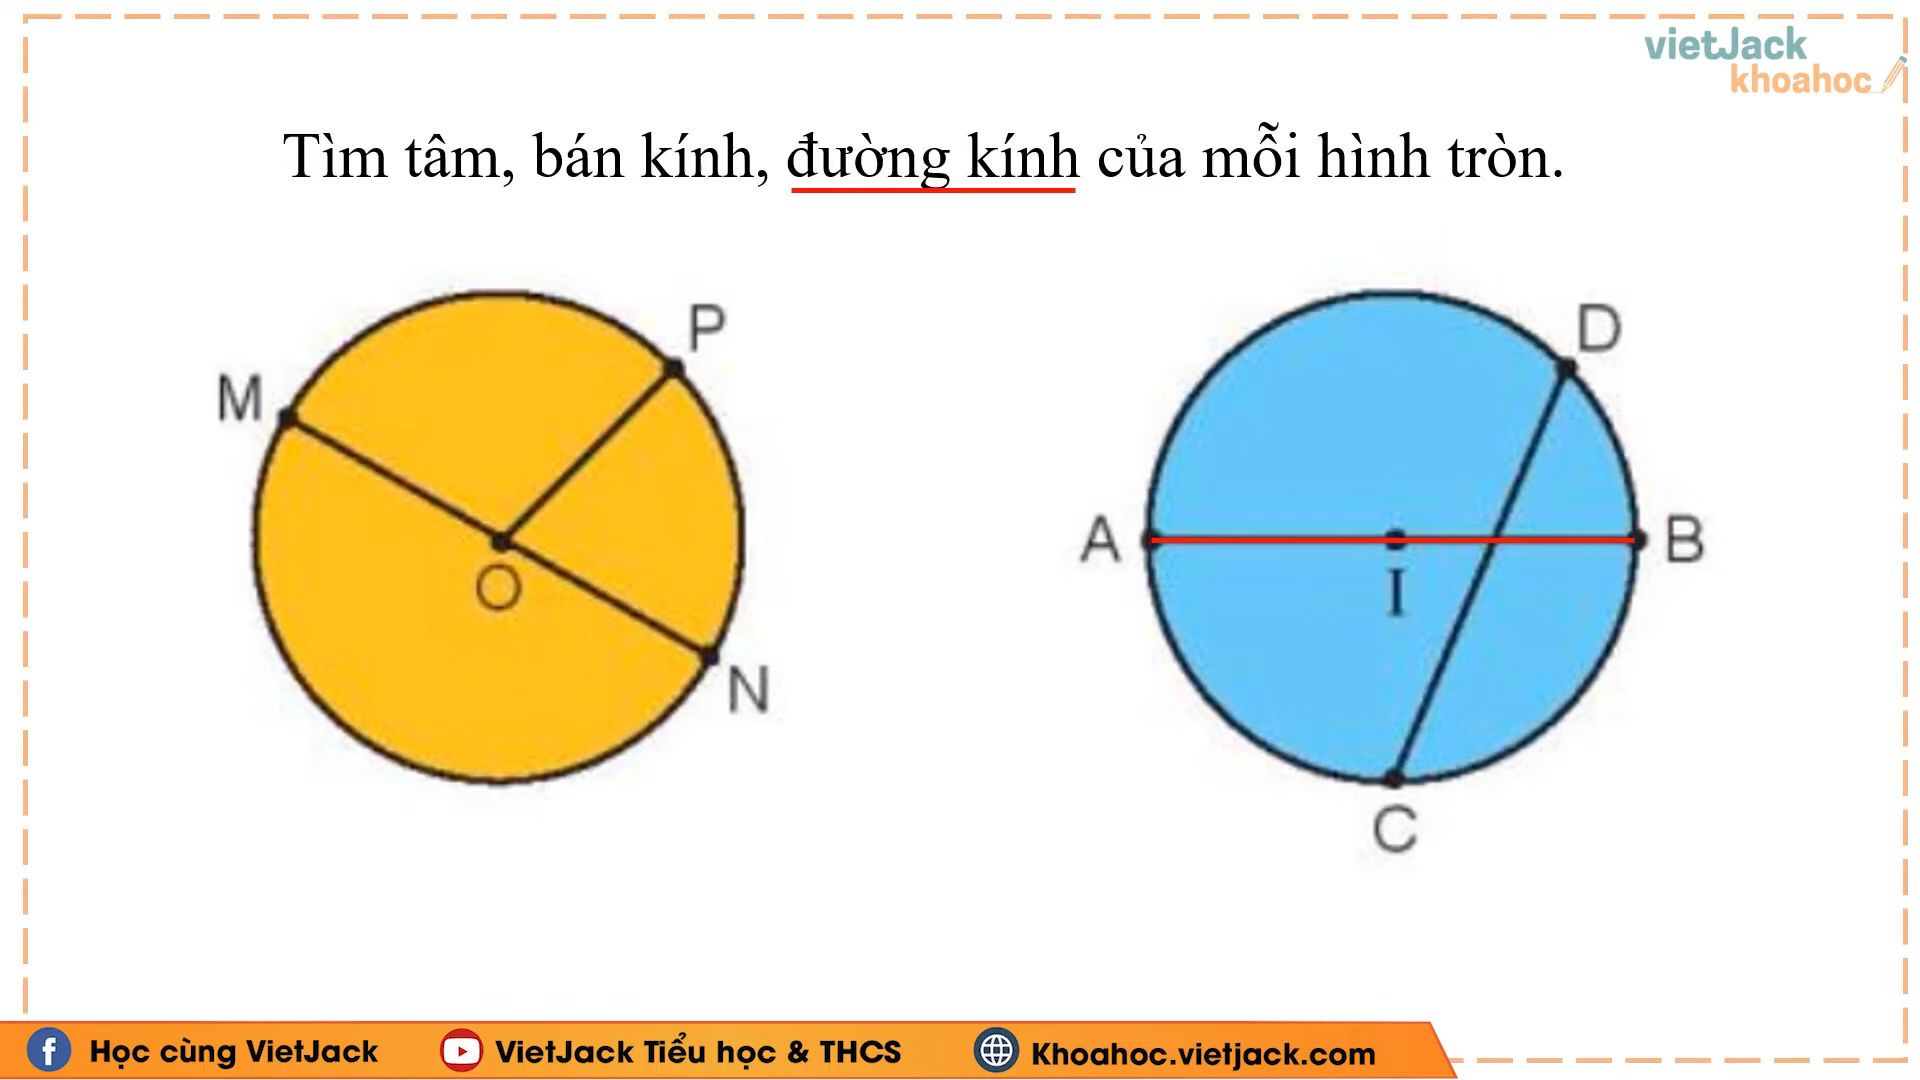 vietJack
khoahoc
Tìm tâm, bán kính, đường kính của mỗi hình tròn.
P
D
M
A
B
O
I
N
C
Học cùng VietJack
VietJack Tiểu học & THCS
Khoahoc.vietjack.com